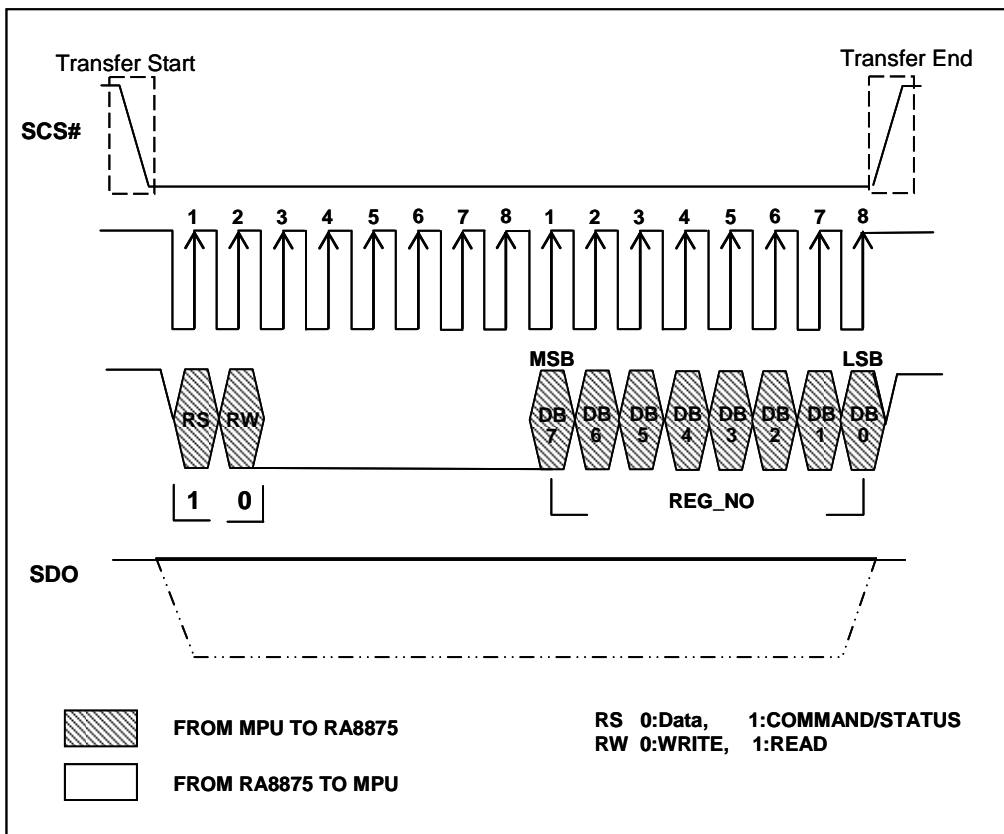 Transfer Start
Transfer End
SCS#
1 2 3 4 5 6 7 8 1 2 3 4 5 6 7 8
MSB
LSB
RS RW DB 7 DB 6 DB 5 DB 4 DB 3 DB 2 DB 1 DB 0
1 0
REG_NO
SDO
FROM MPU TO RA8875
RS 0:Data, 1:COMMAND/STATUS
RW 0:WRITE, 1:READ
FROM RA8875 TO MPU